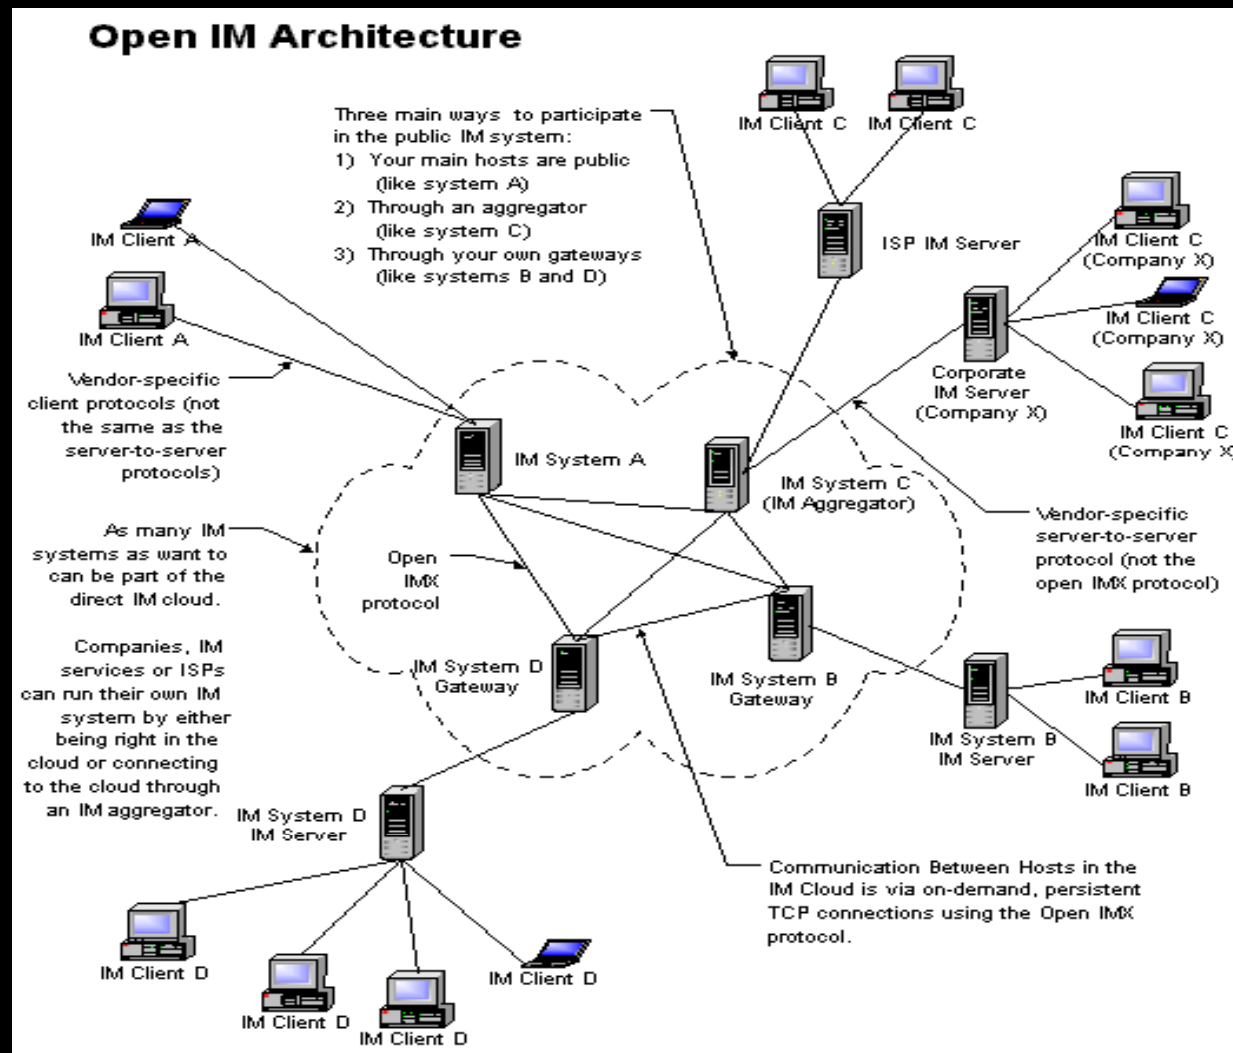 Open IM Architecture
Three main ways to participate
in the public IM system:
1) Your main hosts are public
(like system A)
2) Through an aggregator
(like system C)
3) Through your own gateways
(like systems B and D)
IM Client C
IM Client C
ISP IM Server
IM Client C
(Company X)
IM Client C
(Company X)
IM Client C
(Company X)
Corporate
IM Server
(Company X)
IM Client A
IM Client A
Vendor-specific
client protocols (not
the same as the
server-to-server
protocols)
IM System A
IM System C
(IM Aggregator)
Vendor-specific
server-to-server
protocol (not the
open IMX protocol)
As many IM
systems as want to
can be part of the
direct IM cloud.
Open
IMX
protocol
Companies, IM
services or ISPs
can run their own IM
system by either
being right in the
cloud or connecting
to the cloud through
an IM aggregator.
IM System D
Gateway
IM System B
Gateway
IM Client B
IM System B
IM Server
IM Client B
IM System D
IM Server
Communication Between Hosts in the
IM Cloud is via on-demand, persistent
TCP connections using the Open IMX
protocol.
IM Client D
IM Client D
IM Client D
IM Client D